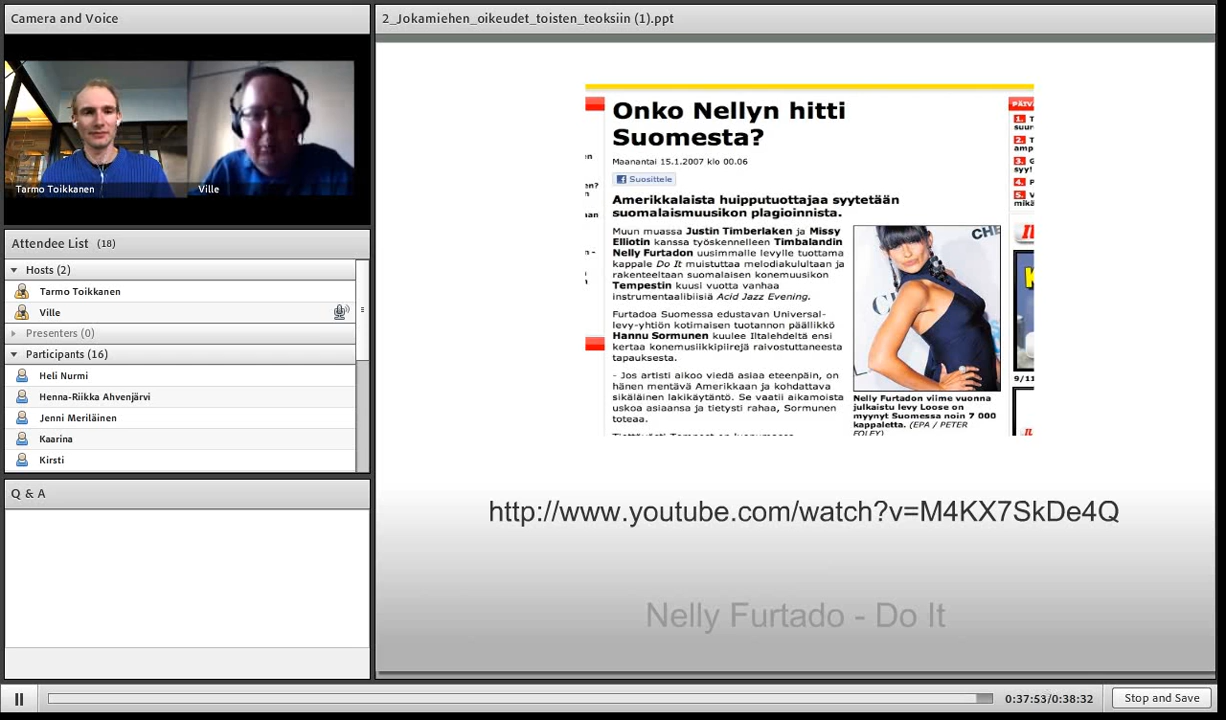 Camera and Voice
Tarmo Toikkanen
Ville
Attendee List (18)
Hosts (2)
Tarmo Toikkanen
Ville
Presenters (0)
Participants (16)
Heli Nurmi
Henna-Riikka Ahvenjärvi
Jenni Meriläinen
Kaarina
Kirsti
Q & A
2_Jokamiehen_oikeudet_toisten_teoksiin (1).ppt
Onko Nellyn hitti
Suomesta?
Maanantai 15.1.2007 klo 00.06
Suosittele
Amerikkalaista huipputuottajaa syytetään
suomalaismuusikon plagioinnista.
Muun muassa Justin Timberlaken ja Missy
Elliotin kanssa työskennelleen Timbalandin
Nelly Furtadon uusimmalle levylle tuottama
kappale Do It muistuttaa melodiakulultaan ja
rakenteeltaan suomalaisen konemuusikon
Tempestin kuusi vuotta vanhaa
instrumentaalibiisiä Acid Jazz Evening.
Furtadoa Suomessa edustavan Universal-
levy-yhtiön kotimaisen tuotannon päällikkö
Hannu Sormunen kuulee Iltalehdeltä ensi
kertaa konemusiikkipiirejä raivostuttaneesta
tapauksesta.
- Jos artisti aikoo viedä asiaa eteenpäin, on
hänen mentävä Amerikkaan ja kohdattava
sikäläinen lakikäytäntö. Se vaatii aikamoista
uskoa asiaansa ja tietysti rahaa, Sormunen
toteaa.
Nelly Furtadon viime vuonna
julkaistu levy Loose on
myynyt Suomessa noin 7 000
kappaletta. (EPA / PETER
FOLEY)
http://www.youtube.com/watch?v=M4KX7SkDe4Q
Nelly Furtado - Do It
0:37:53/0:38:32
Stop and Save